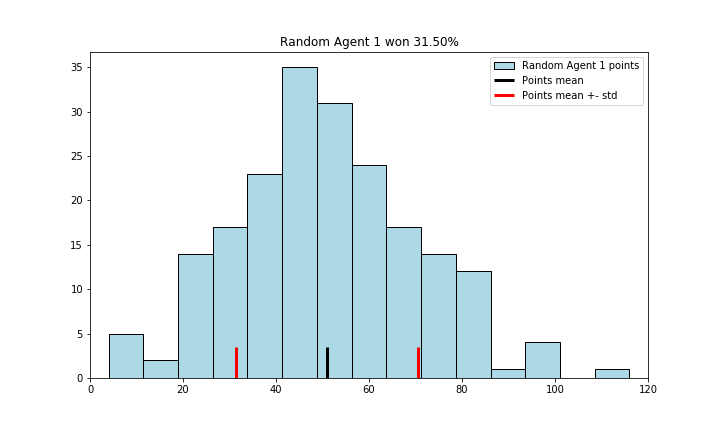 Random Agent 1 won 31.50%
Random Agent 1 points
Points mean
Points mean +- std
35
30
25
20
15
10
5
0
0 20 40 60 80 100 120